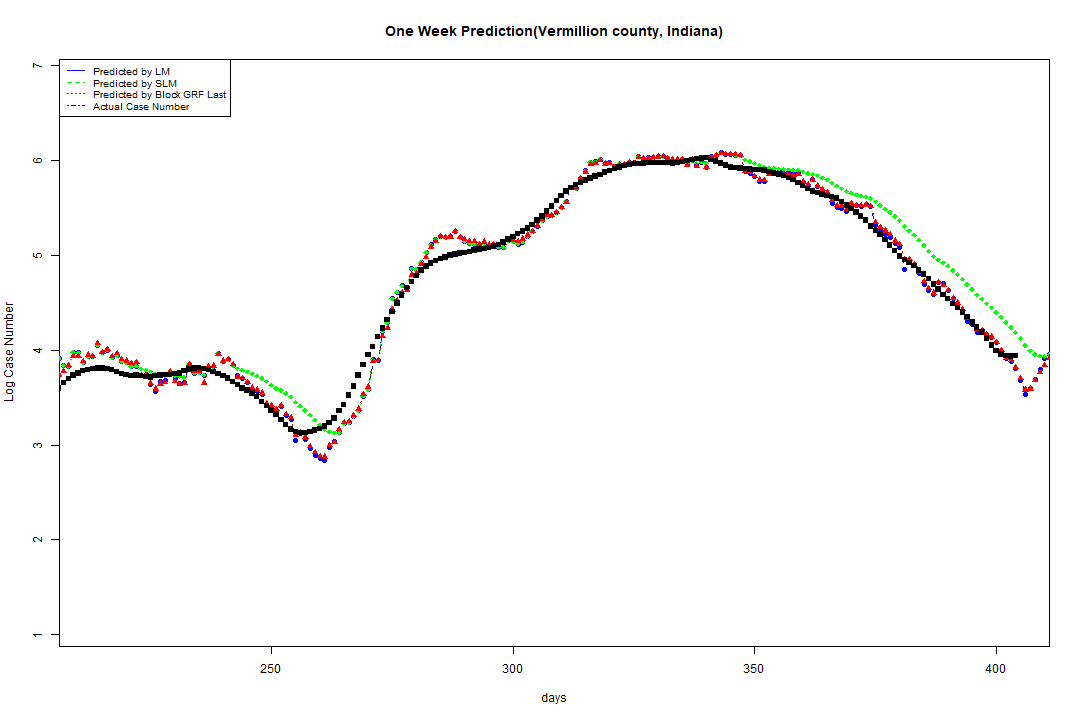 One Week Prediction(Vermillion county, Indiana)
Predicted by LM
Predicted by SLM
Predicted by Block GRF Last
Actual Case Number
7
6
5
4
3
2
1
Log Case Number
250 300 350 400
days